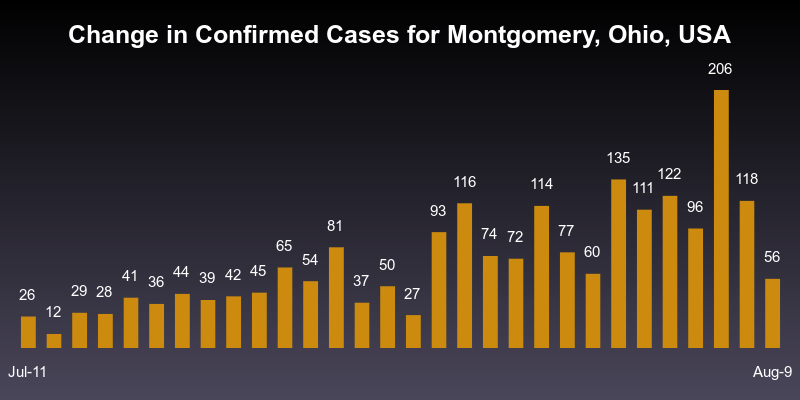 Change in Confirmed Cases for Montgomery, Ohio, USA
26 12 29 28 41 36 44 39 42 45 65 54 81 37 50 27 93 116 74 72 114 77 60 135 111 122 96 206 118 56
Jul-11 Aug-9